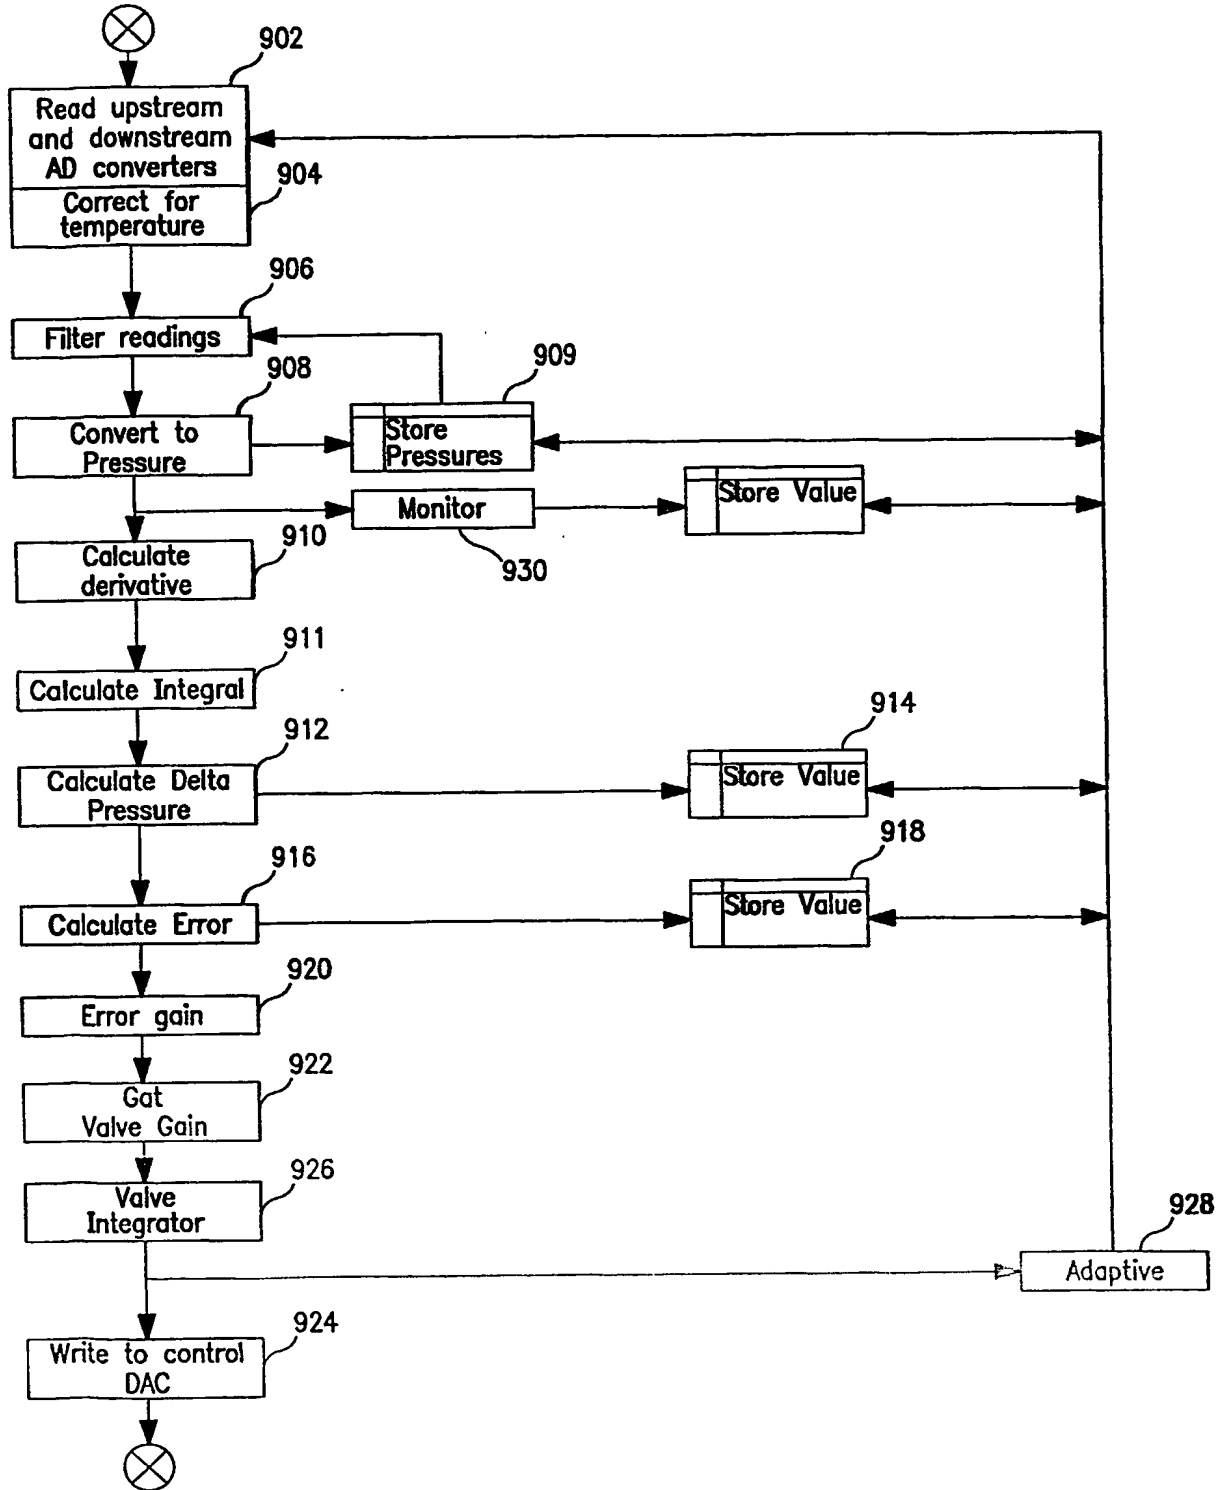 902
Read upstream
and downstream
AD converters
904
Correct for
temperature
906
Filter readings
908
Convert to
Pressure
909
Store
Pressures
Monitor
930
Store Value
910
Calculate
derivative
911
Calculate Integral
912
Calculate Delta
Pressure
914
Store Value
916
Calculate Error
918
Store Value
920
Error gain
922
Gat
Valve Gain
926
Valve
Integrator
928
Adaptive
924
Write to control
DAC